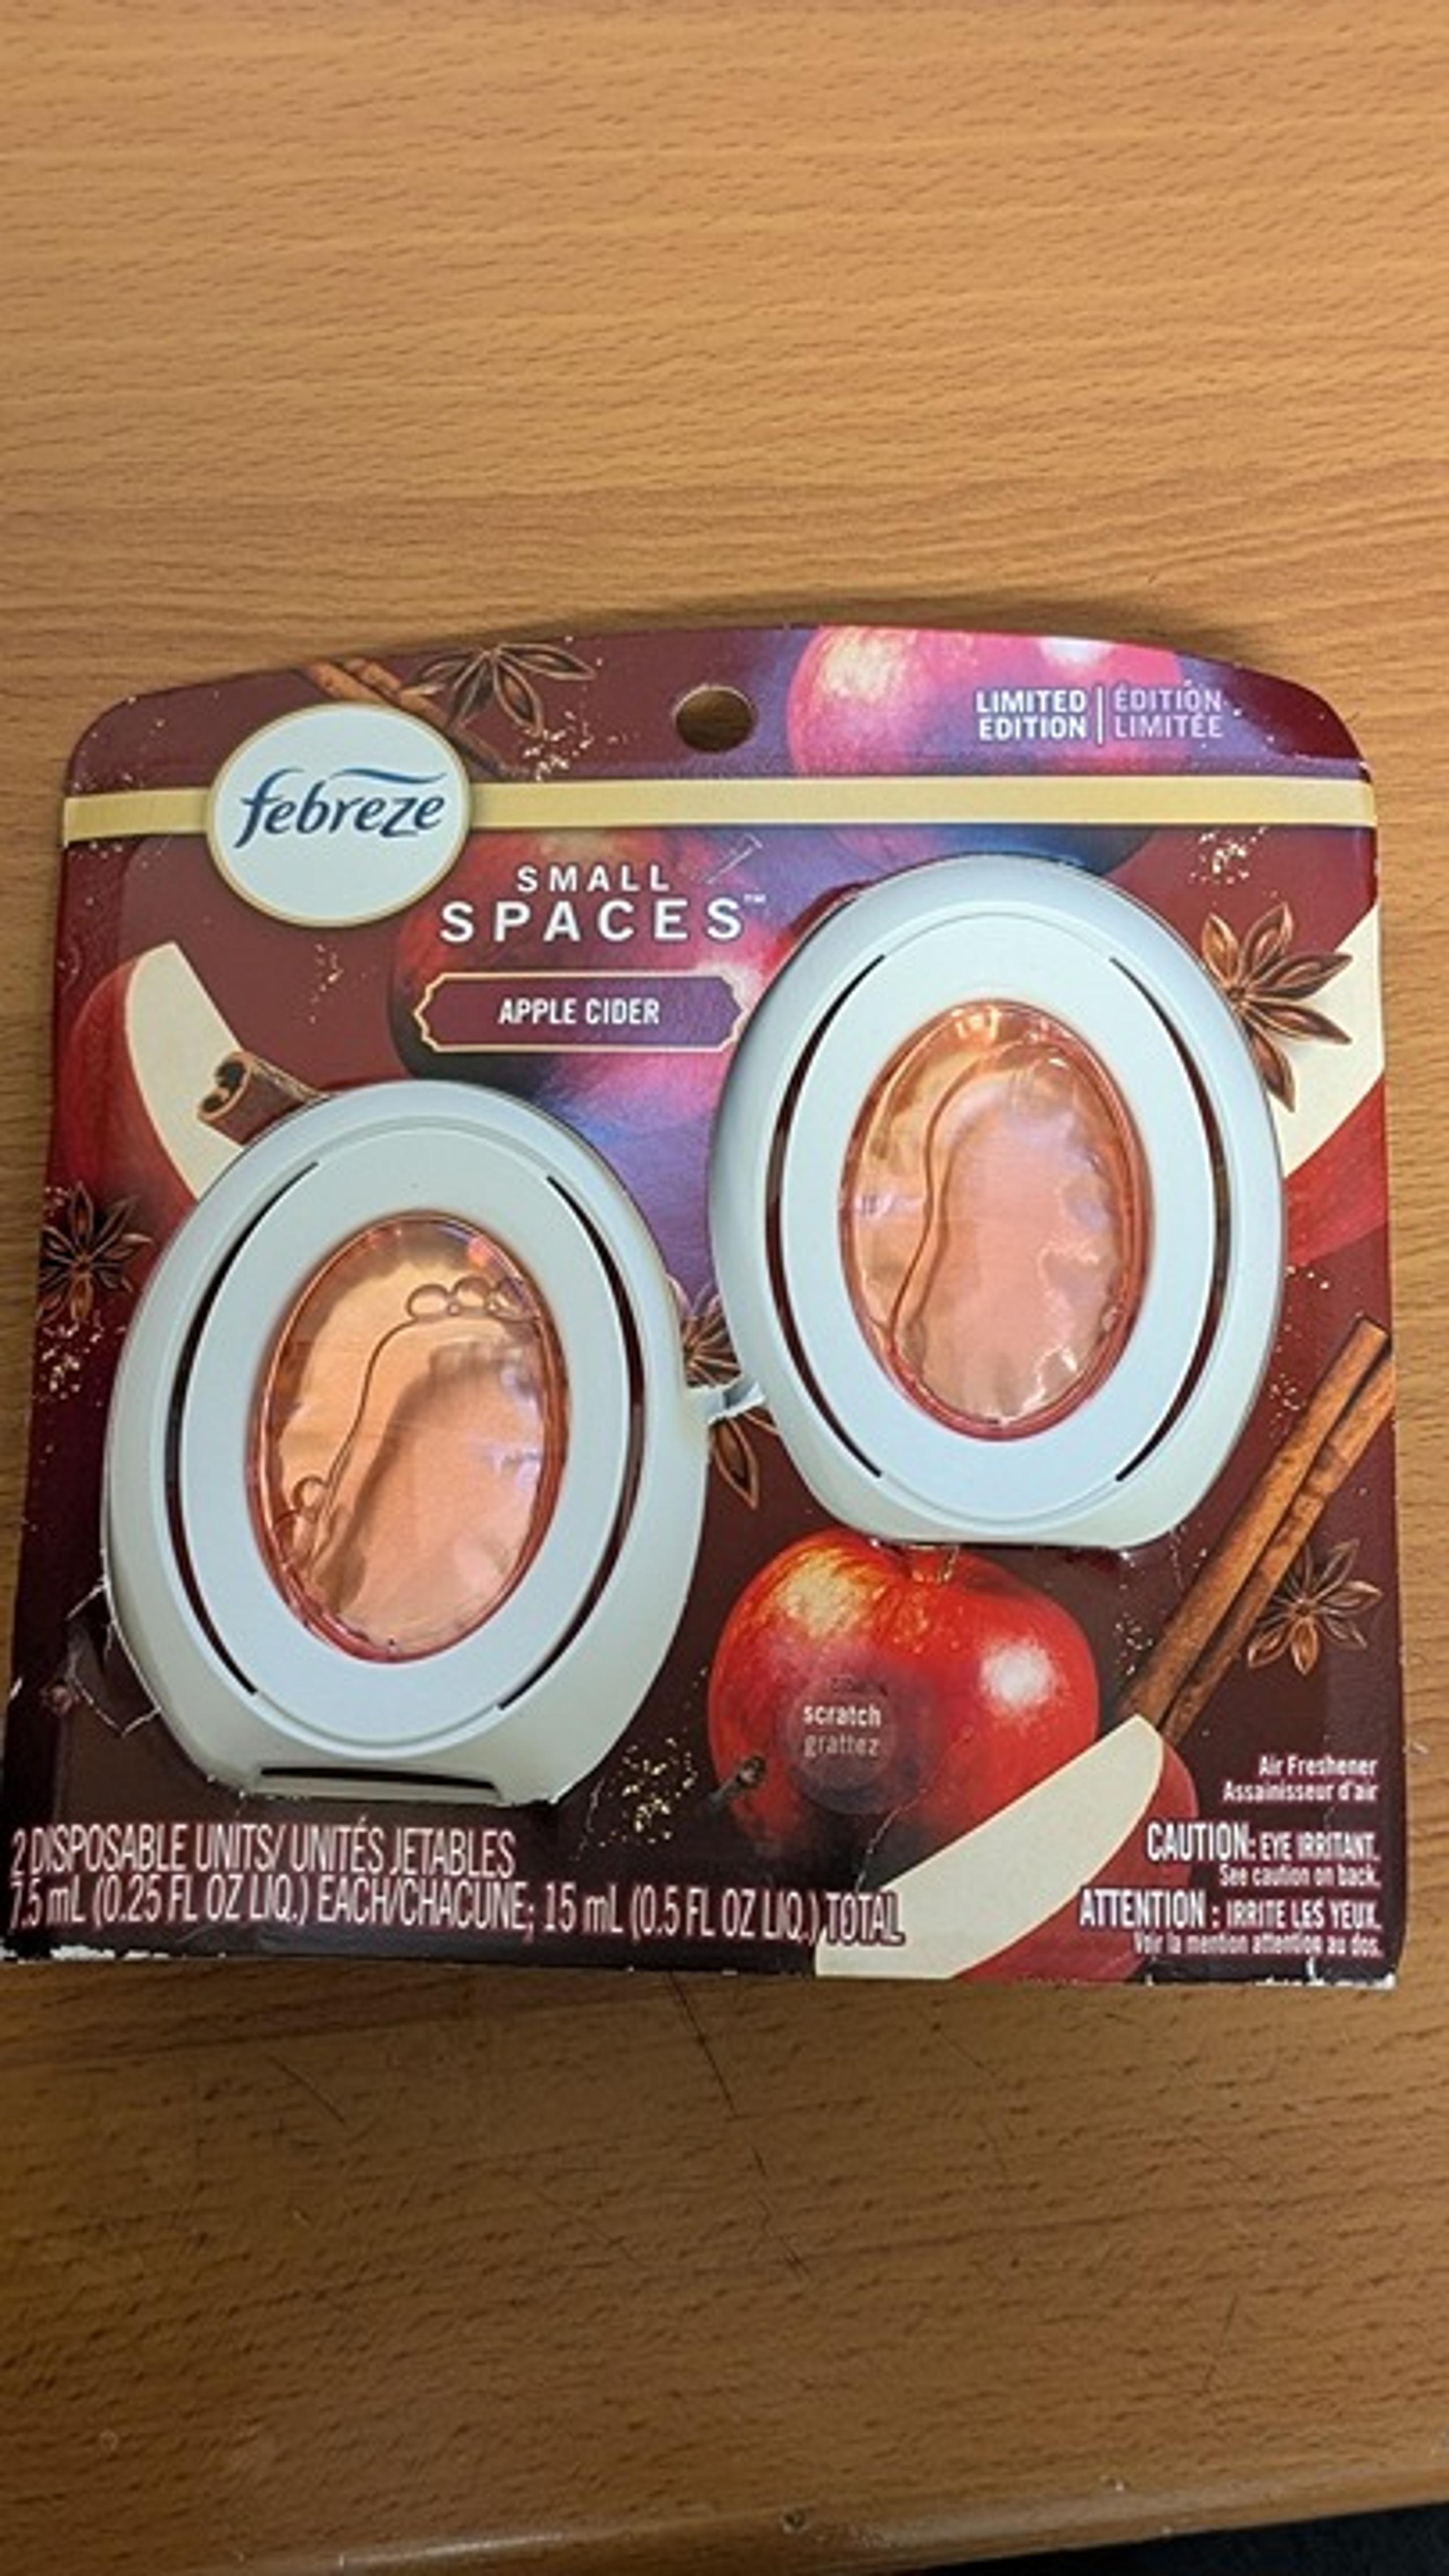 LIMITED EDITION
ÉDITION LIMITÉE
febreze
SMALL
SPACES™
APPLE CIDER
scratch
grattez
Air Freshener
Assainisseur d'air
CAUTION: EYE IRRITANT.
See caution on back.
ATTENTION : IRRITE LES YEUX.
Voir la mention attention au dos.
2 DISPOSABLE UNITS/ UNITÉS JETABLES
7.5 mL (0.25 FL OZ LIQ.) EACH/CHACUNE; 15 mL (0.5 FL OZ LIQ.) TOTAL